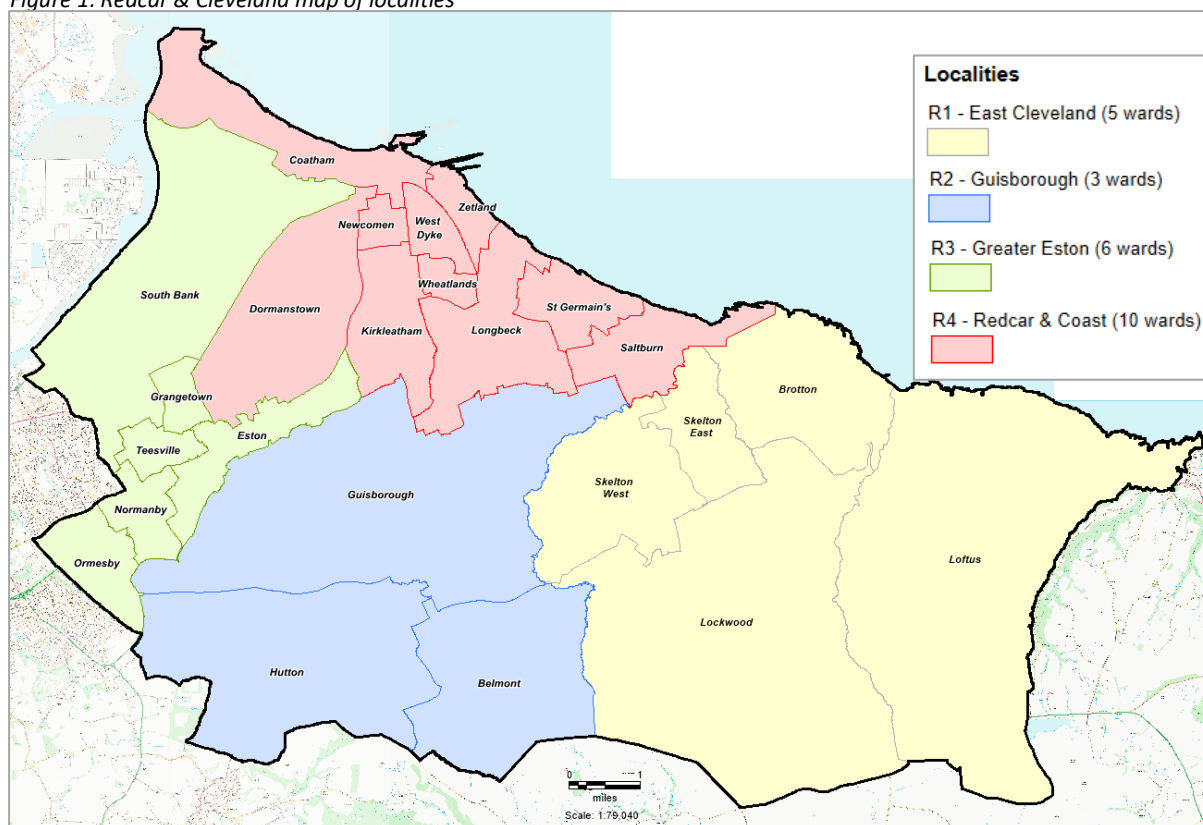 Figure 1: Redcar & Cleveland map of localities
Localities
R1 - East Cleveland (5 wards)
R2 - Guisborough (3 wards)
R3 - Greater Eston (6 wards)
R4 - Redcar & Coast (10 wards)
Coatham
Zetland
Newcomen
West
Dyke
Wheatlands
South Bank
Dormanstown
St Germain's
Kirkleatham
Longbeck
Saltburn
Brotton
Grangetown
Eston
Skelton
East
Teesville
Skelton
West
Guisborough
Normanby
Ormesby
Loftus
Lockwood
Hutton
Belmont
0 1
miles
Scale: 1:79,040